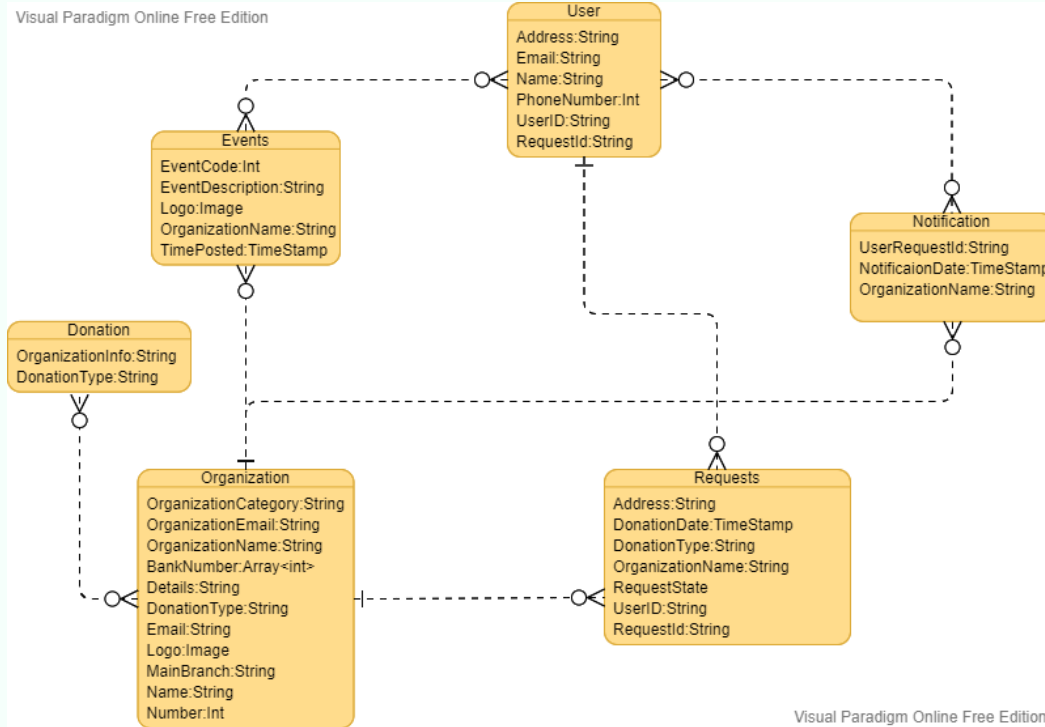 Visual Paradigm Online Free Edition
User
Address:String
Email:String
Name:String
PhoneNumber:Int
UserID:String
RequestId:String
Events
EventCode:Int
EventDescription:String
Logo:Image
OrganizationName:String
TimePosted:TimeStamp
Notification
UserRequestId:String
NotificaionDate:TimeStamp
OrganizationName:String
Donation
OrganizationInfo:String
DonationType:String
Organization
OrganizationCategory:String
OrganizationEmail:String
OrganizationName:String
BankNumber:Array<int>
Details:String
DonationType:String
Email:String
Logo:Image
MainBranch:String
Name:String
Number:Int
Requests
Address:String
DonationDate:TimeStamp
DonationType:String
OrganizationName:String
RequestState
UserID:String
RequestId:String
Visual Paradigm Online Free Edition